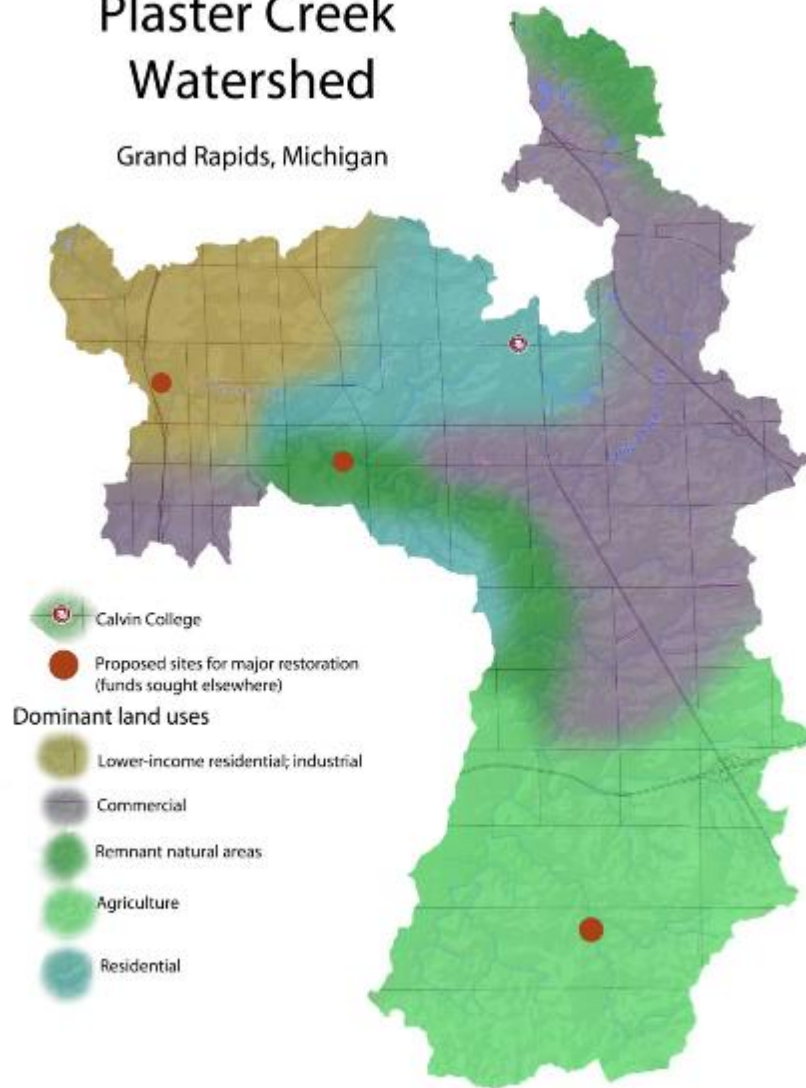 Plaster Creek
Watershed
Grand Rapids, Michigan
Calvin College
Proposed sites for major restoration
(funds sought elsewhere)
Dominant land uses
Lower-income residential; industrial
Commercial
Remnant natural areas
Agriculture
Residential